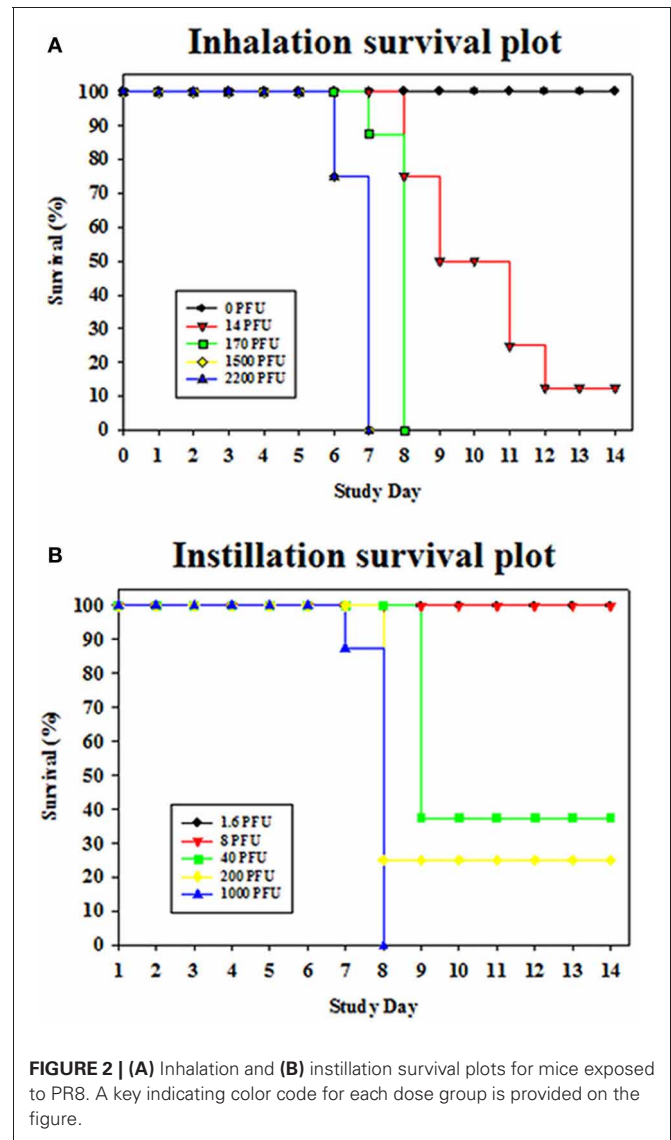 A
Inhalation survival plot
Survival (%)
100
90
80
70
60
50
40
30
20
10
0
0 PFU
14 PFU
170 PFU
1500 PFU
2200 PFU
0 1 2 3 4 5 6 7 8 9 10 11 12 13 14
Study Day
B
Instillation survival plot
Survival (%)
100
90
80
70
60
50
40
30
20
10
0
1.6 PFU
8 PFU
40 PFU
200 PFU
1000 PFU
1 2 3 4 5 6 7 8 9 10 11 12 13 14
Study Day
FIGURE 2 | (A) Inhalation and (B) instillation survival plots for mice exposed
to PR8. A key indicating color code for each dose group is provided on the
figure.